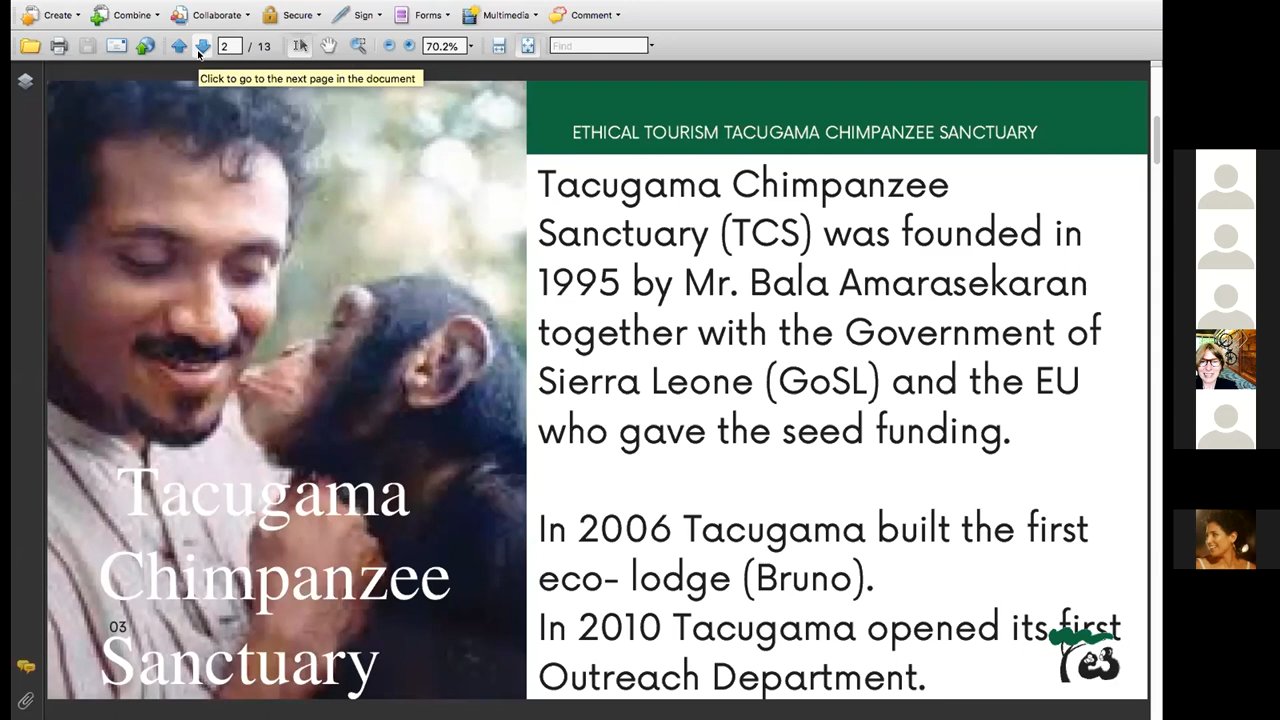 Create
Combine
Collaborate
Secure
Sign
Forms
Multimedia
Comment
2 / 13
70.2%
Find
Click to go to the next page in the document
ETHICAL TOURISM TACUGAMA CHIMPANZEE SANCTUARY
Tacugama Chimpanzee
Sanctuary (TCS) was founded in
1995 by Mr. Bala Amarasekaran
together with the Government of
Sierra Leone (GoSL) and the EU
who gave the seed funding.
In 2006 Tacugama built the first
eco- lodge (Bruno).
In 2010 Tacugama opened its first
Outreach Department.
Tacugama
Chimpanzee
03
Sanctuary